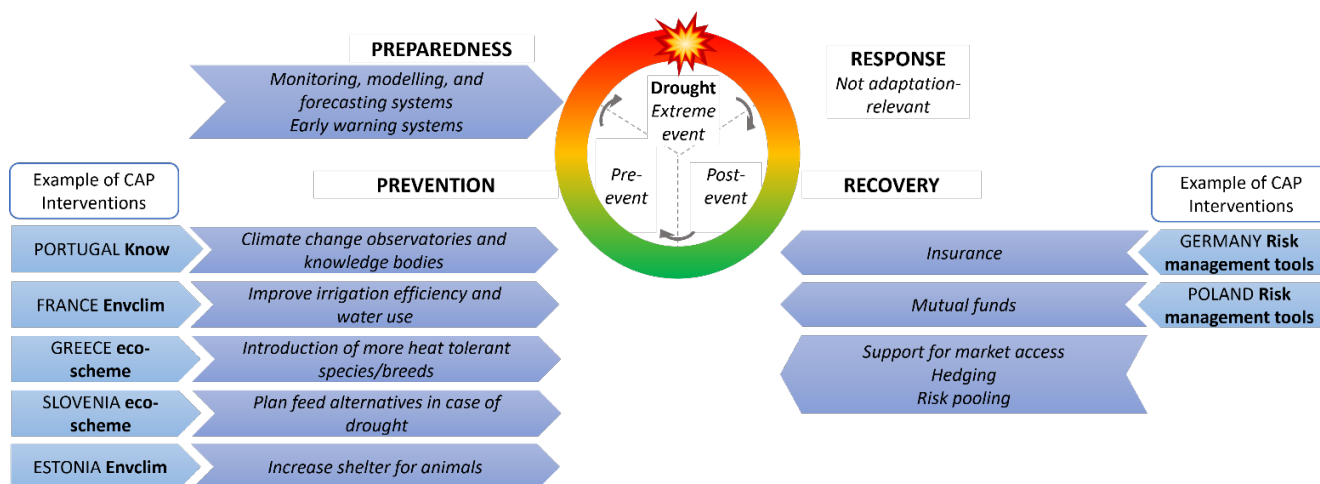 PREPAREDNESS
Monitoring, modelling, and
forecasting systems
Early warning systems
Drought
Extreme
event
Pre-
event
Post-
event
RESPONSE
Not adaptation-
relevant
Example of CAP
Interventions
PREVENTION
PORTUGAL Know
Climate change observatories and
knowledge bodies
FRANCE Envclim
Improve irrigation efficiency and
water use
GREECE eco-
scheme
Introduction of more heat tolerant
species/breeds
SLOVENIA eco-
scheme
Plan feed alternatives in case of
drought
ESTONIA Envclim
Increase shelter for animals
RECOVERY
Example of CAP
Interventions
Insurance
GERMANY Risk
management tools
Mutual funds
POLAND Risk
management tools
Support for market access
Hedging
Risk pooling